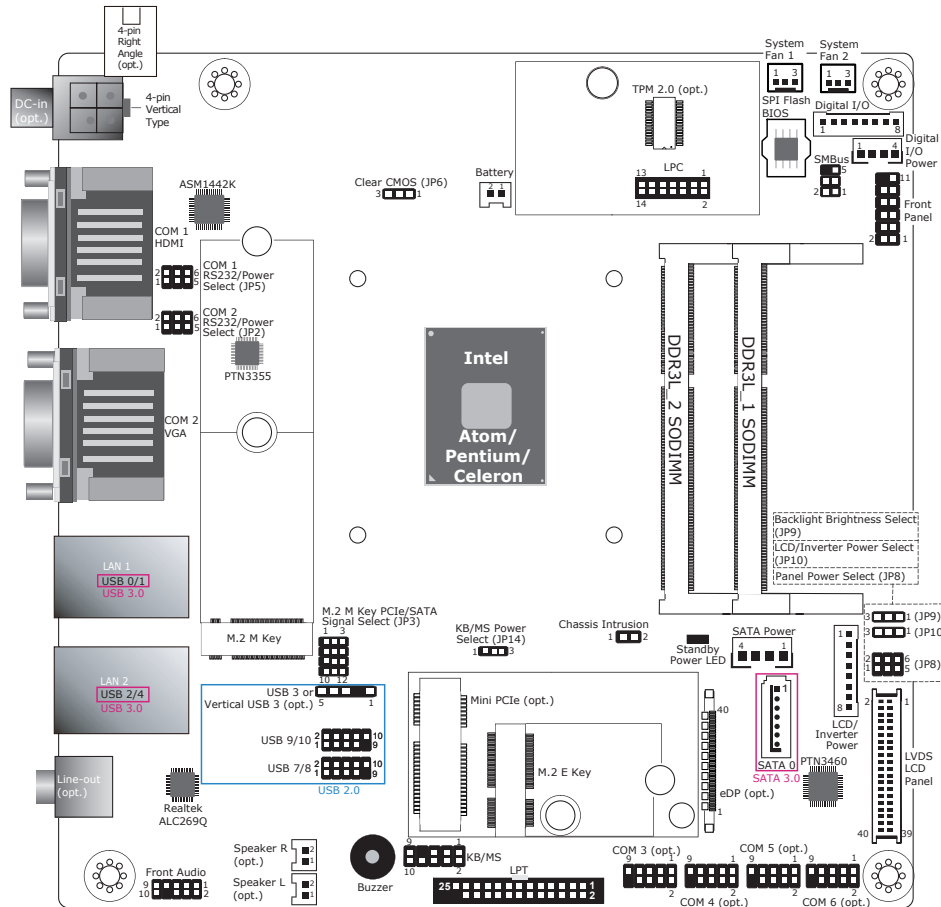 4-pin
Right
Angle
(opt.)
DC-in
(opt.)
4-pin
Vertical
Type
System
Fan 1
1 3
System
Fan 2
1 3
TPM 2.0 (opt.)
SPI Flash
BIOS
Digital I/O
1 8
Digital
I/O
Power
1 4
SMBus
5
2 1
Front
Panel
11
2 1
13 LPC 1
14 2
Battery
2 1
Clear CMOS (JP6)
3 1
ASM1442K
COM 1
HDMI
COM 1
RS232/Power
Select (JP5)
2 6
1 5
COM 2
RS232/Power
Select (JP2)
2 6
1 5
PTN3355
COM 2
VGA
Intel
Atom/
Pentium/
Celeron
DDR3L_2 SODIMM
DDR3L_1 SODIMM
Backlight Brightness Select
(JP9)
LCD/Inverter Power Select
(JP10)
Panel Power Select (JP8)
3 1 (JP9)
3 1 (JP10
2 6
1 5 (JP8)
LAN 1
USB 0/1
USB 3.0
LAN 2
USB 2/4
USB 3.0
M.2 M Key
M.2 M Key PCIe/SATA
Signal Select (JP3)
1 3
10 12
KB/MS Power
Select (JP14)
1 3
Chassis Intrusion
1 2
Standby
Power LED
SATA Power
4 1
1
8
LCD/
Inverter
Power
USB 3 or
Vertical USB 3 (opt.)
5 1
USB 9/10
2 10
1 9
USB 7/8
2 10
1 9
USB 2.0
Mini PCIe (opt.)
M.2 E Key
40
eDP (opt.)
1
1
SATA 0
SATA 3.0
PTN3460
2 1
LVDS
LCD
Panel
40 39
Line-out
(opt.)
Realtek
ALC269Q
Front Audio
9 1
10 2
Speaker R
(opt.)
2
1
Speaker L
(opt.)
2
1
Buzzer
9 1
10 2
KB/MS
LPT
25 1
2
COM 3 (opt.)
9 1
2
COM 4 (opt.)
9 1
2
COM 5 (opt.)
9 1
2
COM 6 (opt.)
9 1
2